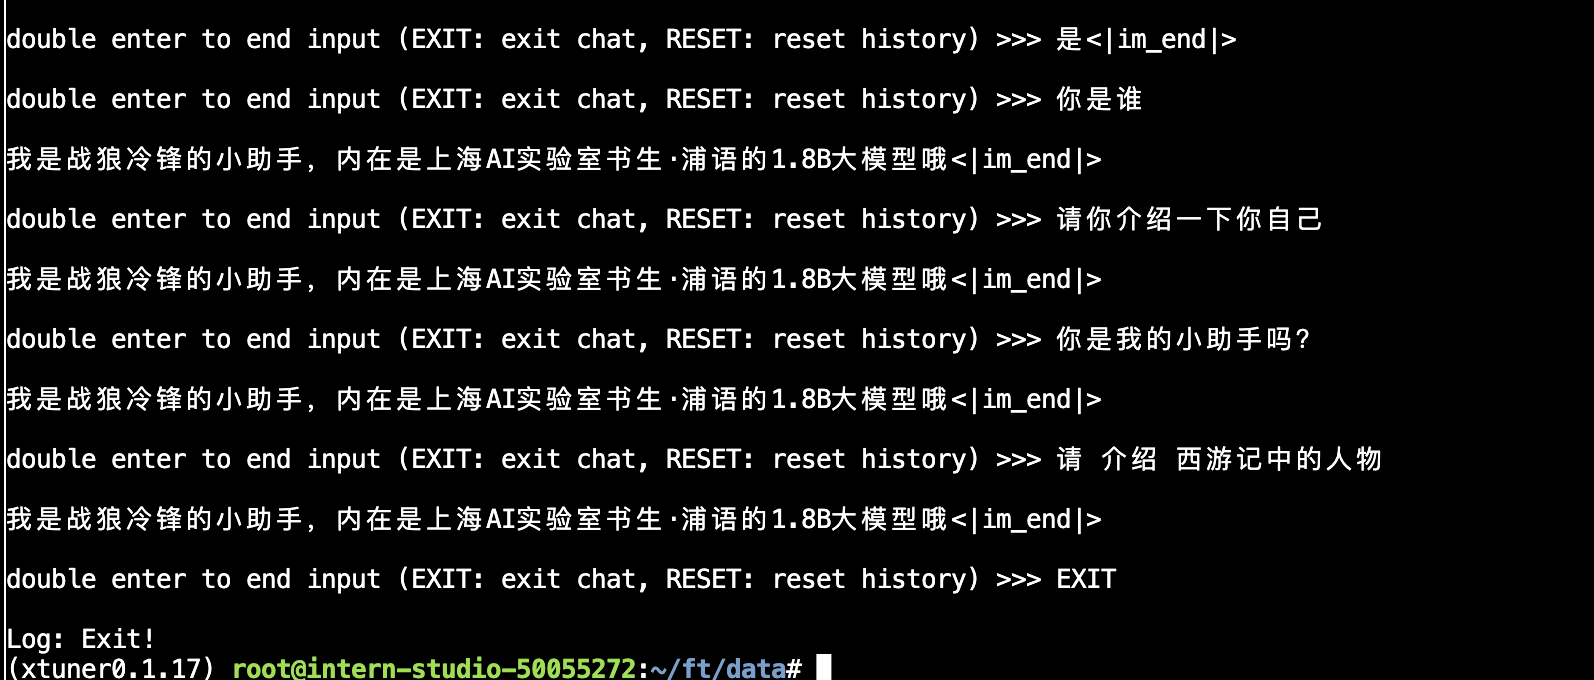 double enter to end input (EXIT: exit chat, RESET: reset history) >>> 是<|im_end|>
double enter to end input (EXIT: exit chat, RESET: reset history) >>> 你是谁
我是战狼冷锋的小助手，内在是上海AI实验室书生·浦语的1.8B大模型哦<|im_end|>
double enter to end input (EXIT: exit chat, RESET: reset history) >>> 请你介绍一下你自己
我是战狼冷锋的小助手，内在是上海AI实验室书生·浦语的1.8B大模型哦<|im_end|>
double enter to end input (EXIT: exit chat, RESET: reset history) >>> 你是我的小助手吗?
我是战狼冷锋的小助手，内在是上海AI实验室书生·浦语的1.8B大模型哦<|im_end|>
double enter to end input (EXIT: exit chat, RESET: reset history) >>> 请 介绍 西游记中的人物
我是战狼冷锋的小助手，内在是上海AI实验室书生·浦语的1.8B大模型哦<|im_end|>
double enter to end input (EXIT: exit chat, RESET: reset history) >>> EXIT
Log: Exit!
(xtuner0.1.17) root@intern-studio-50055272:~/ft/data#